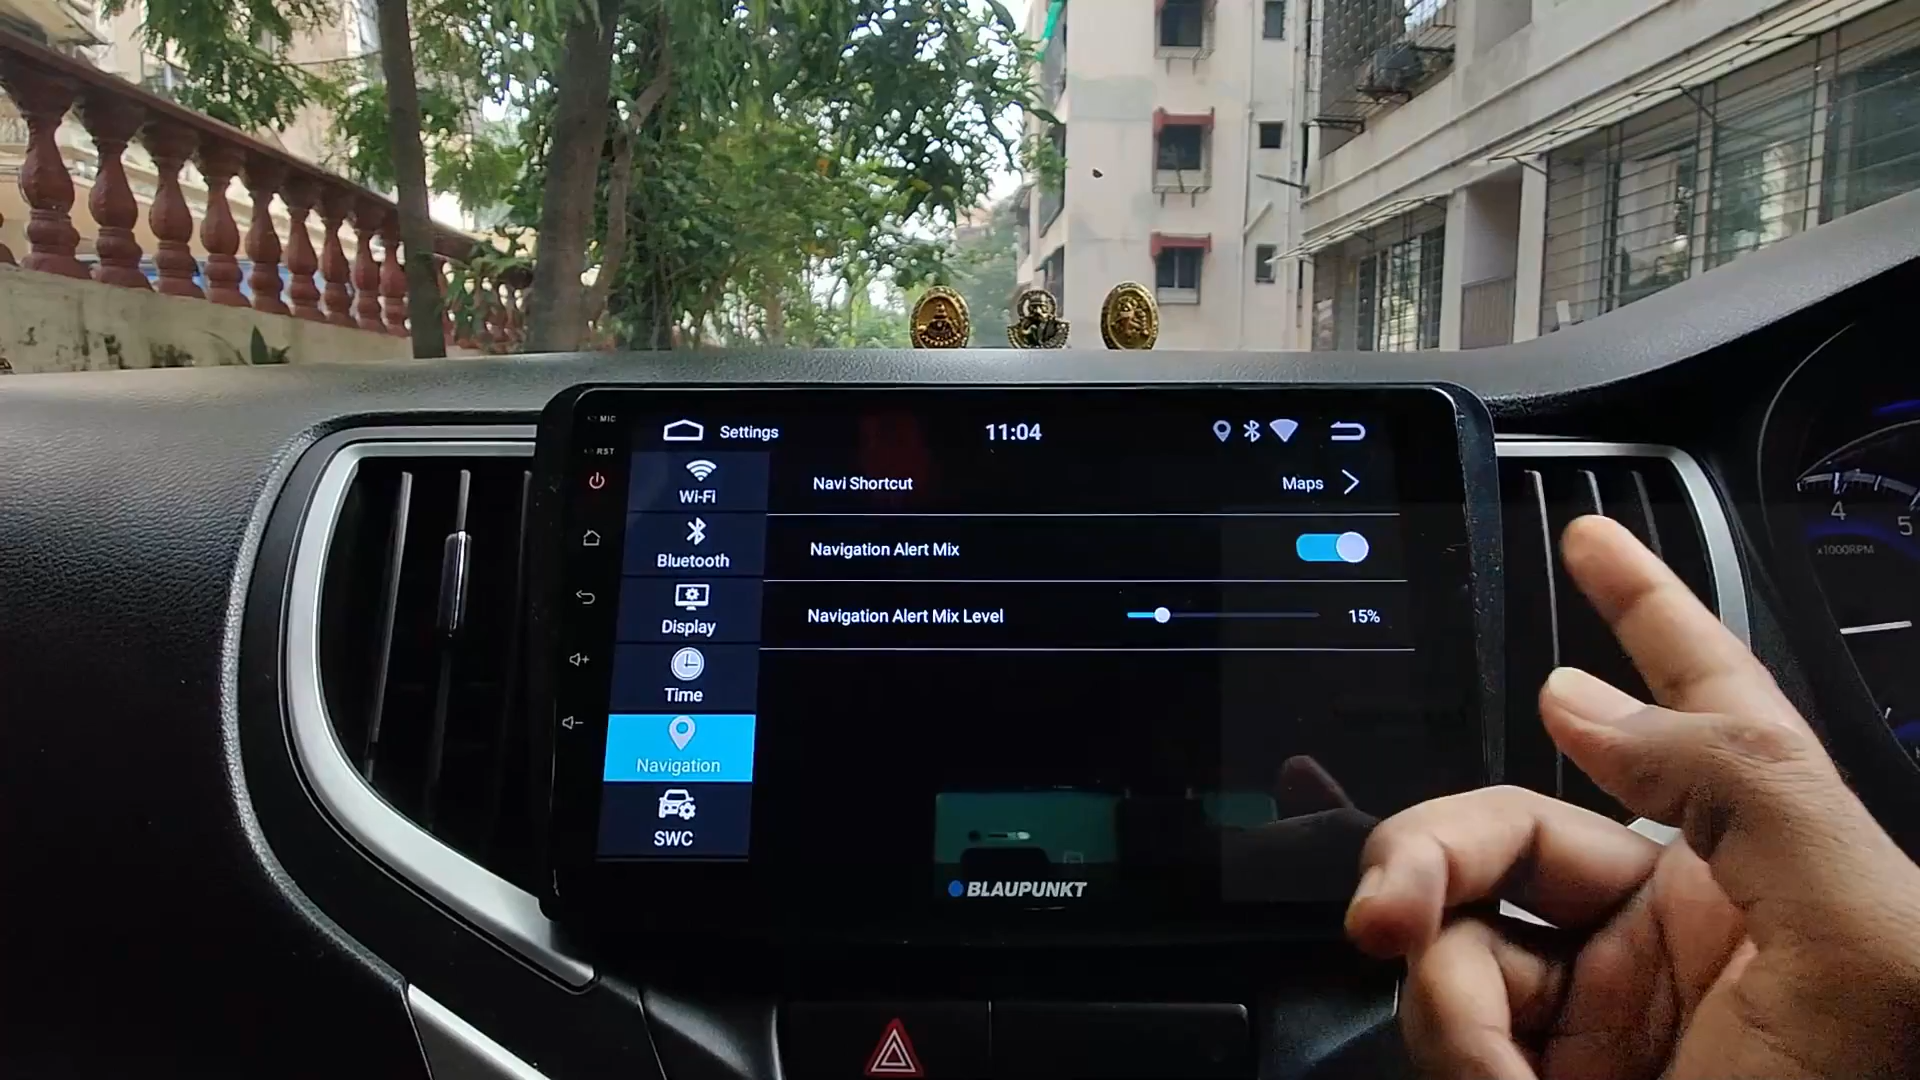 MIC
Settings
11:04
RST
Wi-Fi
Navi Shortcut
Maps
Bluetooth
Navigation Alert Mix
Display
Navigation Alert Mix Level
15%
Time
Navigation
SWC
BLAUPUNKT
4
5
x1000RPM